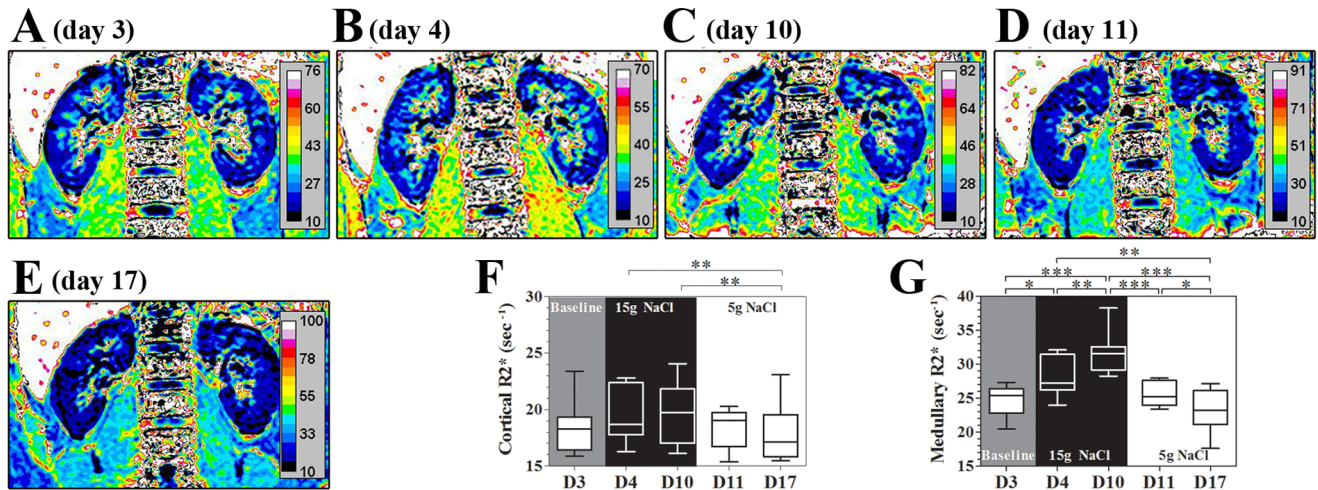 A (day 3)
B (day 4)
C (day 10)
D (day 11)
76
60
43
27
10
70
55
40
25
10
82
64
46
28
10
91
71
51
30
10
E (day 17)
100
78
55
33
10
F
**
**
Cortical R2* (sec⁻¹)
30
25
20
15
Baseline
15g NaCl
5g NaCl
D3
D4
D10
D11
D17
G
**
*** ***
* ** *** *
Medullary R2* (sec⁻¹)
40
35
30
25
20
15
Baseline
15g NaCl
5g NaCl
D3
D4
D10
D11
D17